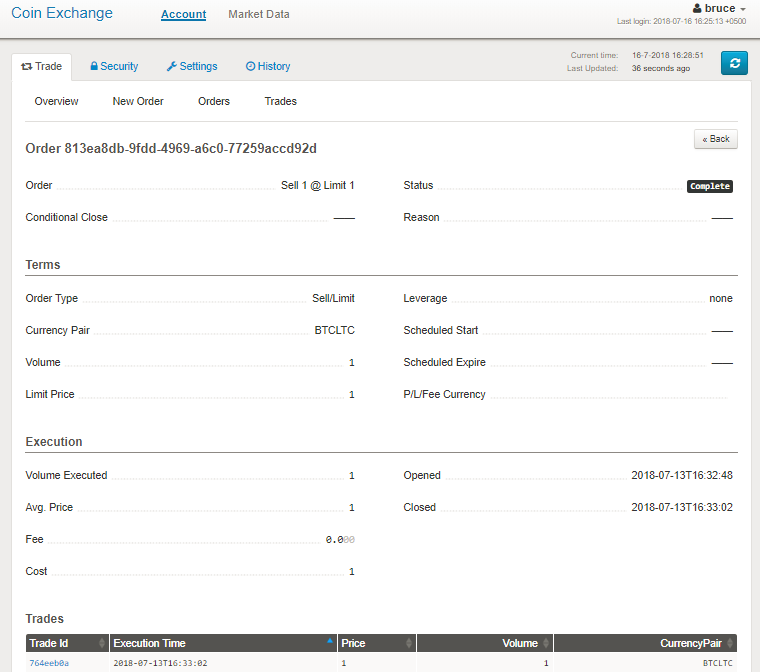 Coin Exchange Account Market Data bruce
Last login: 2018-07-16 16:25:13 +0500
Trade Security Settings History
Current time: 16-7-2018 16:28:51
Last Updated: 36 seconds ago
Overview New Order Orders Trades
« Back
Order 813ea8db-9fdd-4969-a6c0-77259accd92d
Order Sell 1 @ Limit 1 Status Complete
Conditional Close —— Reason ——
Terms
Order Type Sell/Limit Leverage none
Currency Pair BTCLTC Scheduled Start ——
Volume 1 Scheduled Expire ——
Limit Price 1 P/L/Fee Currency
Execution
Volume Executed 1 Opened 2018-07-13T16:32:48
Avg. Price 1 Closed 2018-07-13T16:33:02
Fee 0.000
Cost 1
Trades
Trade Id Execution Time Price Volume CurrencyPair
764eeb0a 2018-07-13T16:33:02 1 1 BTCLTC